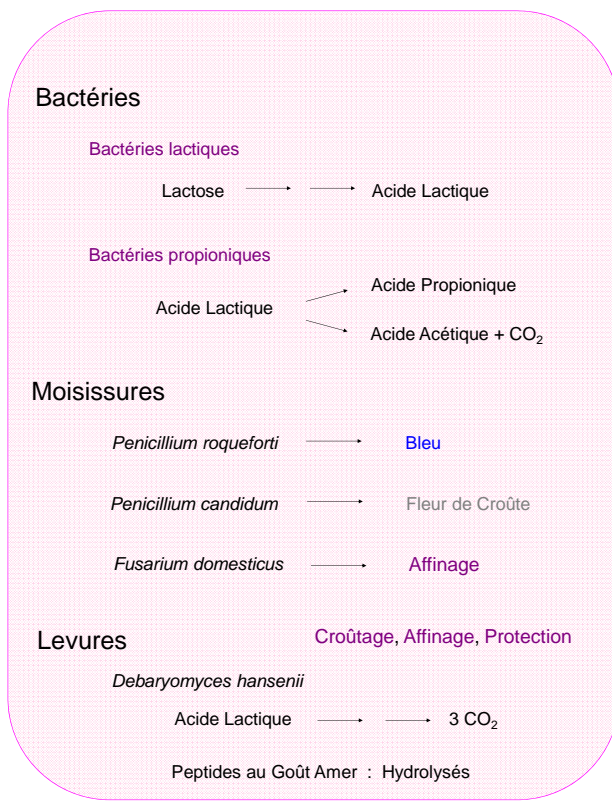 Bactéries
Bactéries lactiques
Lactose → → Acide Lactique
Bactéries propioniques
Acide Propionique
Acide Lactique
Acide Acétique + CO₂
Moisissures
Penicillium roqueforti → Bleu
Penicillium candidum → Fleur de Croûte
Fusarium domesticus → Affinage
Levures Croûtage, Affinage, Protection
Debaryomyces hansenii
Acide Lactique → → 3 CO₂
Peptides au Goût Amer : Hydrolysés